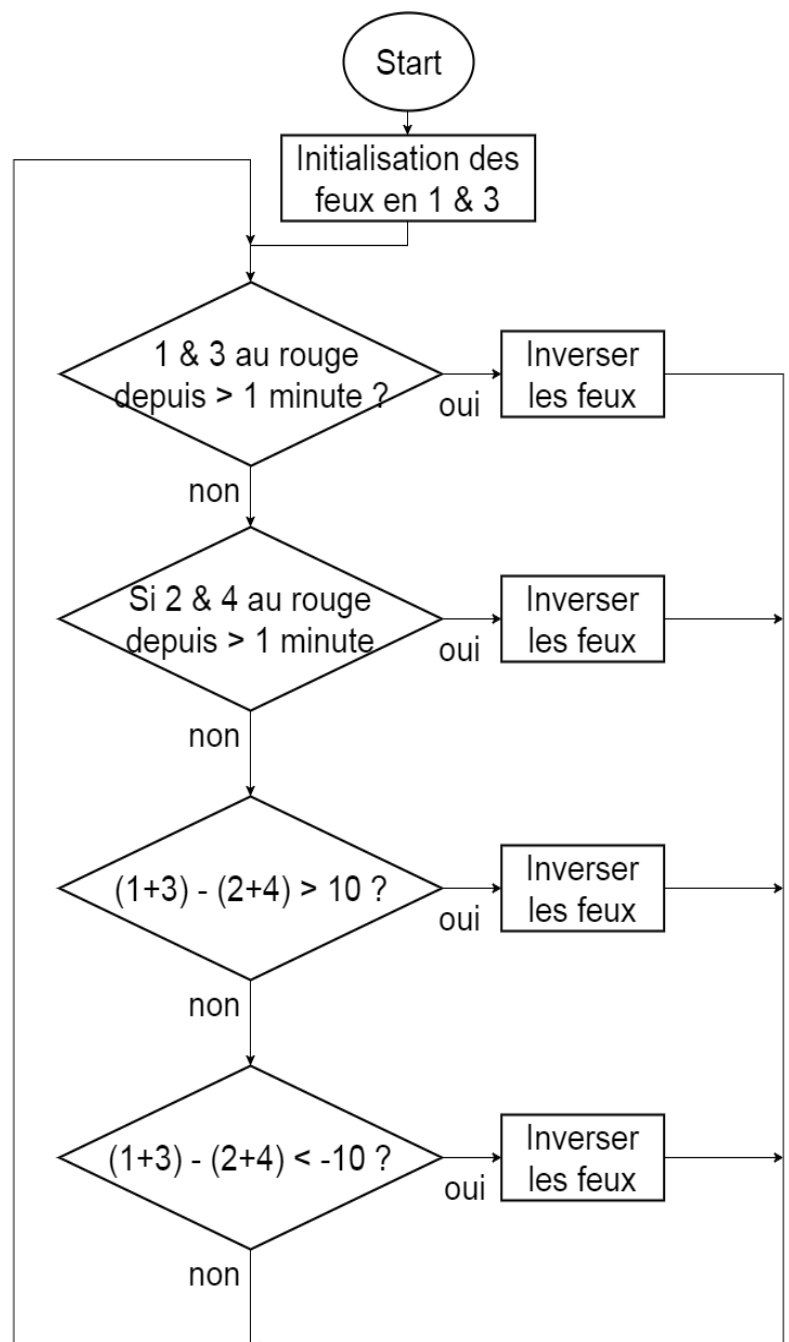 Start
Initialisation des
feux en 1 & 3
1 & 3 au rouge
depuis > 1 minute ?
oui
Inverser
les feux
non
Si 2 & 4 au rouge
depuis > 1 minute
oui
Inverser
les feux
non
(1+3) - (2+4) > 10 ?
oui
Inverser
les feux
non
(1+3) - (2+4) < -10 ?
oui
Inverser
les feux
non